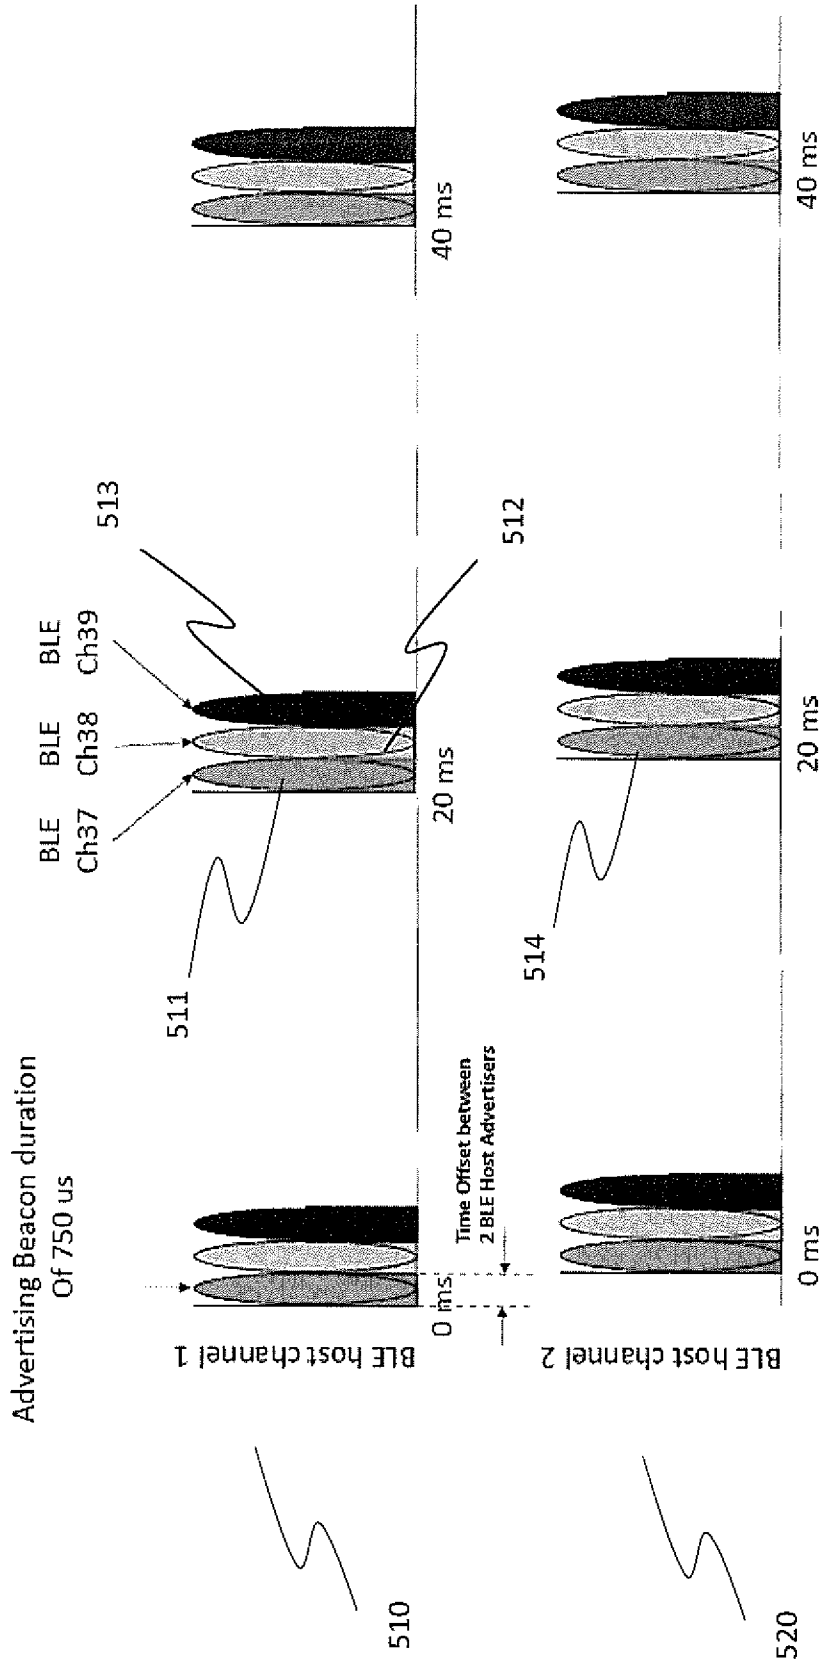 Advertising Beacon duration
Of 750 us
BLE
Ch37
BLE
Ch38
BLE
Ch39
513
511
512
BLE host channel 1
0 ms
20 ms
40 ms
510
Time Offset between
2 BLE Host Advertisers
514
BLE host channel 2
0 ms
20 ms
40 ms
520